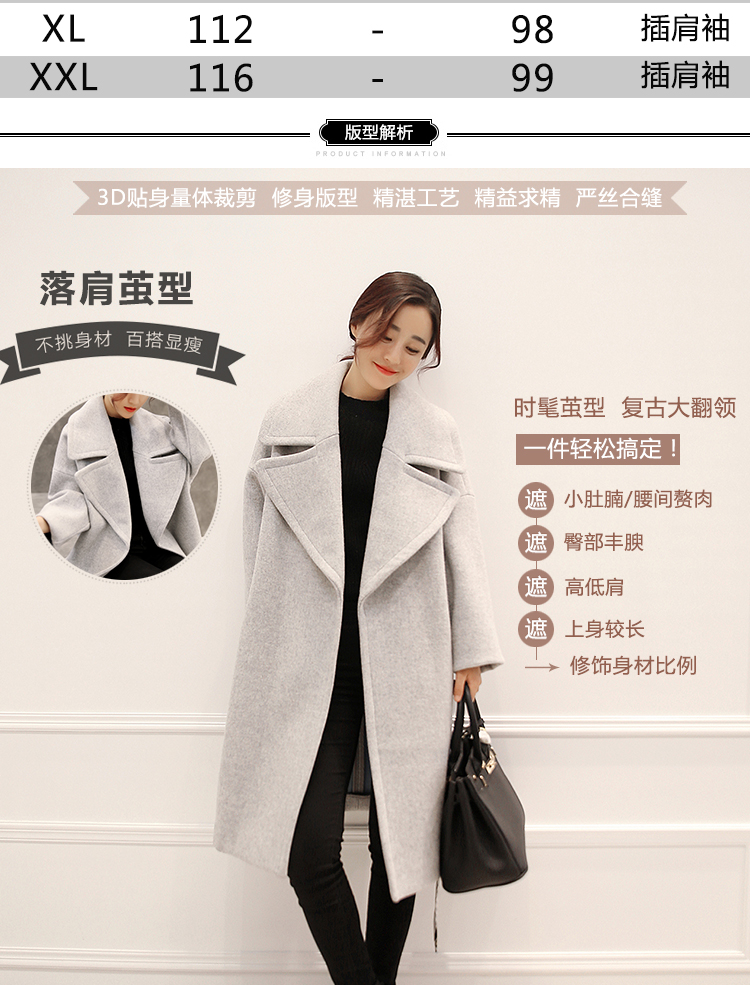 XL 112 - 98 插肩袖
XXL 116 - 99 插肩袖
版型解析
PRODUCT INFORMATION
3D贴身量体裁剪 修身版型 精湛工艺 精益求精 严丝合缝
落肩茧型
不挑身材 百搭显瘦
时髦茧型 复古大翻领
一件轻松搞定！
遮 小肚腩/腰间赘肉
遮 臀部丰腴
遮 高低肩
遮 上身较长
修饰身材比例